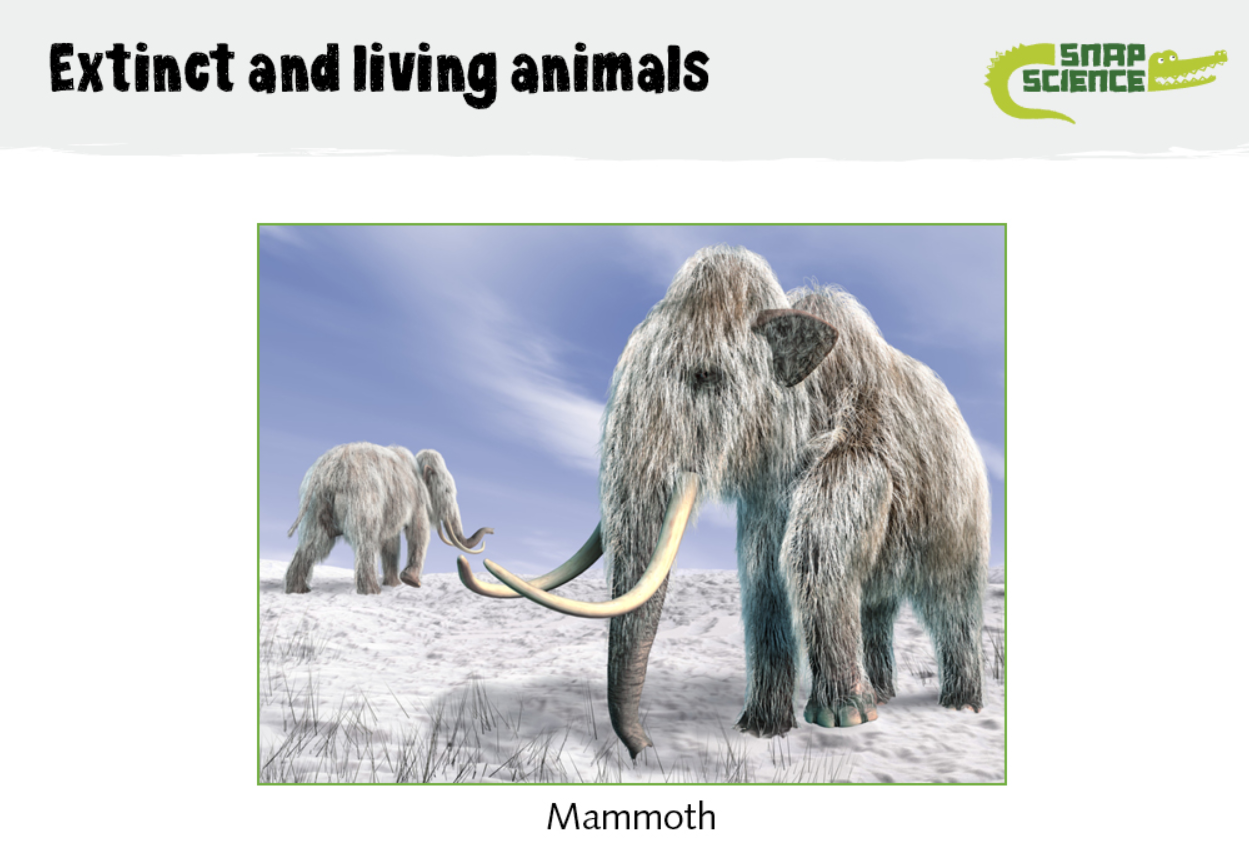 Extinct and living animals
SNAP
SCIENCE
Mammoth